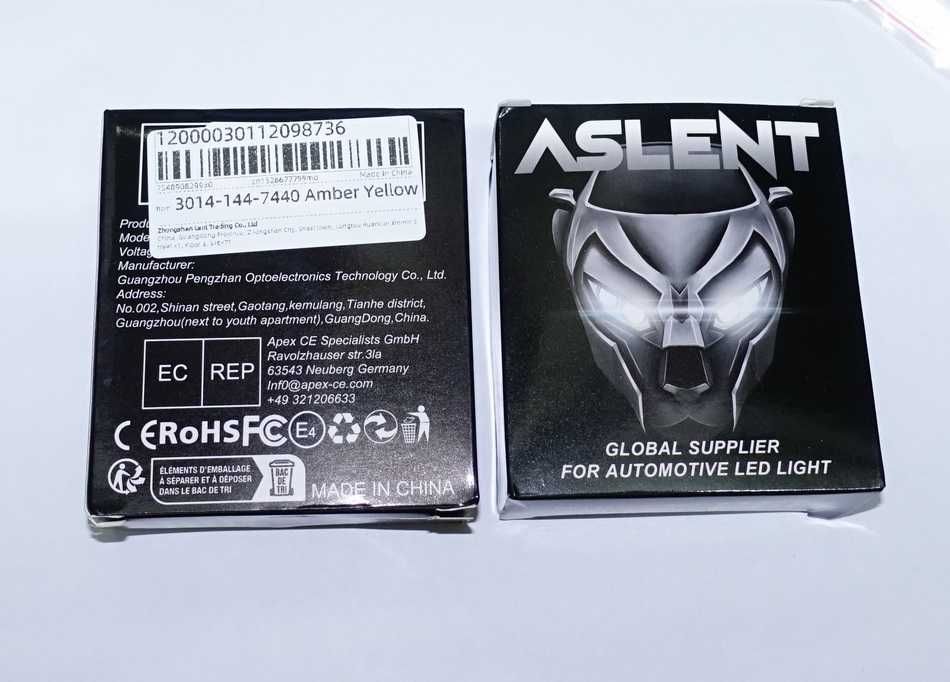 12000030112098736
Made In China
3014-144-7440 Amber Yellow
Zhongshan Lent Trading Co., Ltd
Manufacturer:
Guangzhou Pengzhan Optoelectronics Technology Co., Ltd.
Address:
No.002,Shinan street,Gaotang,kemulang,Tianhe district,
Guangzhou(next to youth apartment),GuangDong,China.
EC REP
Apex CE Specialists GmbH
Ravolzhauser str.3la
63543 Neuberg Germany
Inf0@apex-ce.com
+49 321206633
CE RoHS FC E4
ÉLÉMENTS D'EMBALLAGE
À SÉPARER ET À DÉPOSER
DANS LE BAC DE TRI
BAC
DE
TRI
MADE IN CHINA
ASLENT
GLOBAL SUPPLIER
FOR AUTOMOTIVE LED LIGHT